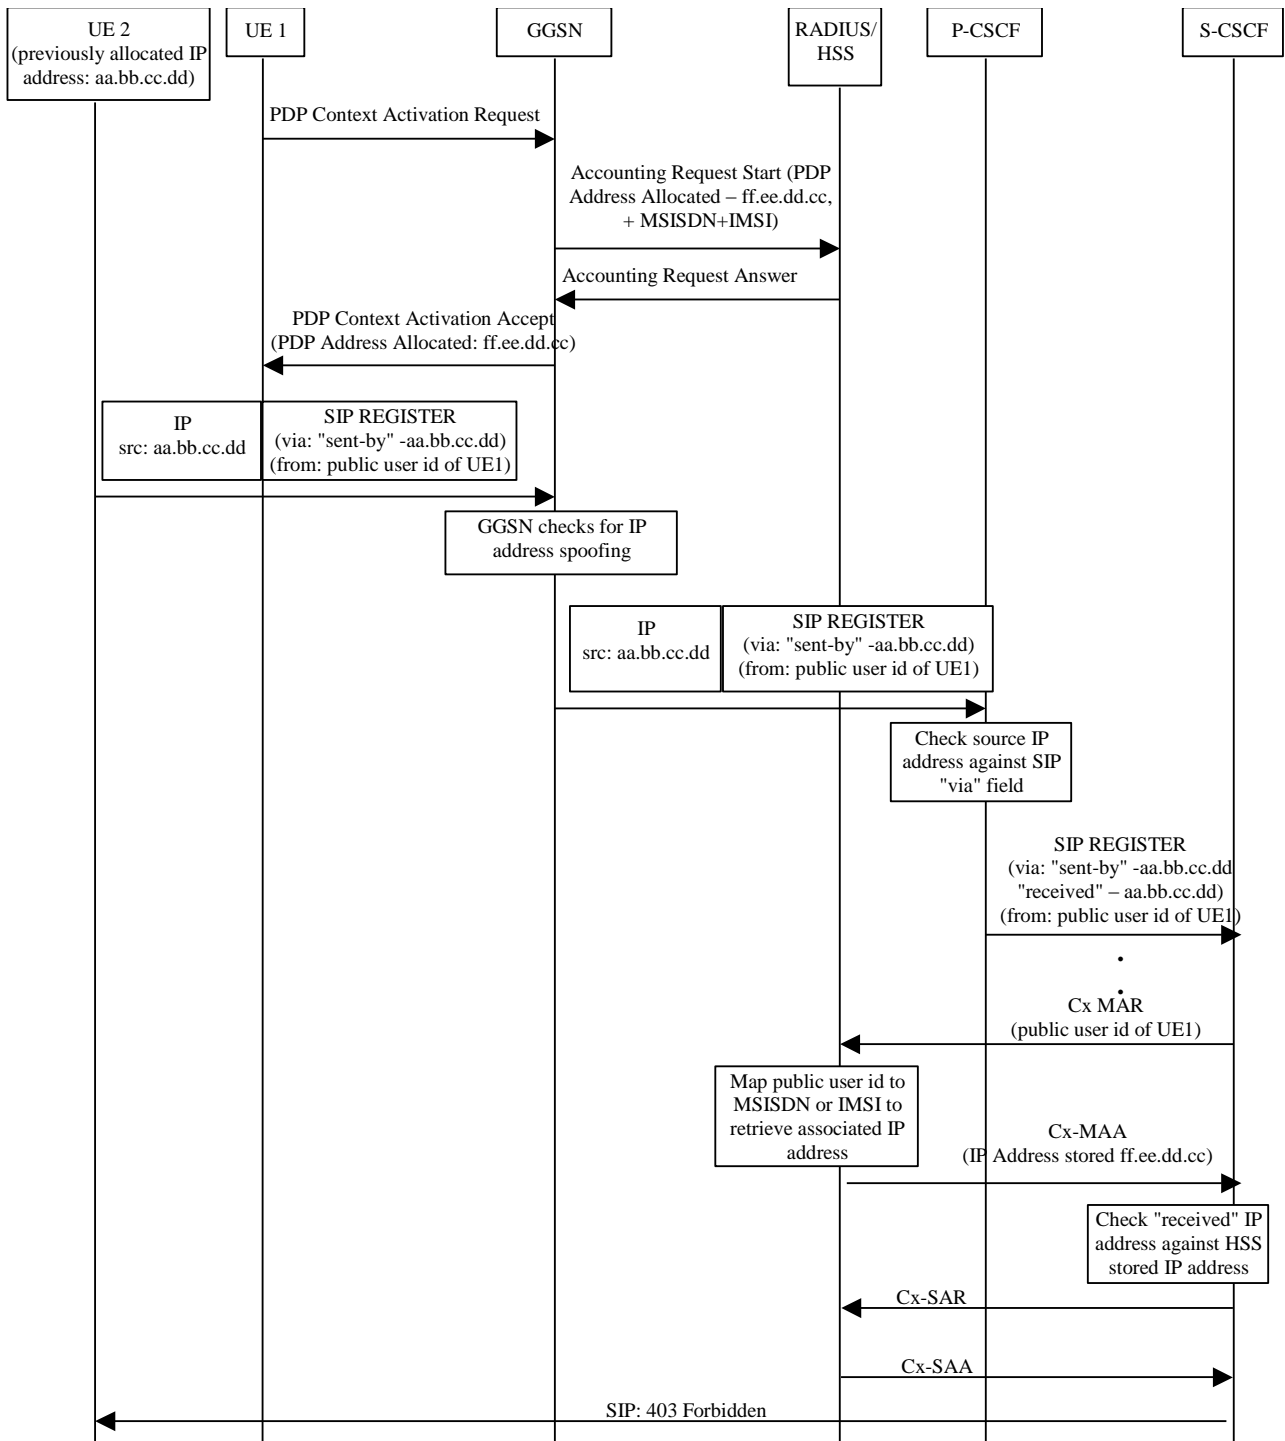 UE 2
(previously allocated IP
address: aa.bb.cc.dd)
UE 1
GGSN
RADIUS/
HSS
P-CSCF
S-CSCF
PDP Context Activation Request
Accounting Request Start (PDP
Address Allocated – ff.ee.dd.cc,
+ MSISDN+IMSI)
Accounting Request Answer
PDP Context Activation Accept
(PDP Address Allocated: ff.ee.dd.cc)
IP
src: aa.bb.cc.dd
SIP REGISTER
(via: "sent-by" -aa.bb.cc.dd)
(from: public user id of UE1)
GGSN checks for IP
address spoofing
IP
src: aa.bb.cc.dd
SIP REGISTER
(via: "sent-by" -aa.bb.cc.dd)
(from: public user id of UE1)
Check source IP
address against SIP
"via" field
SIP REGISTER
(via: "sent-by" -aa.bb.cc.dd
"received" – aa.bb.cc.dd)
(from: public user id of UE1)
.
.
Cx MAR
(public user id of UE1)
Map public user id to
MSISDN or IMSI to
retrieve associated IP
address
Cx-MAA
(IP Address stored ff.ee.dd.cc)
Check "received" IP
address against HSS
stored IP address
Cx-SAR
Cx-SAA
SIP: 403 Forbidden